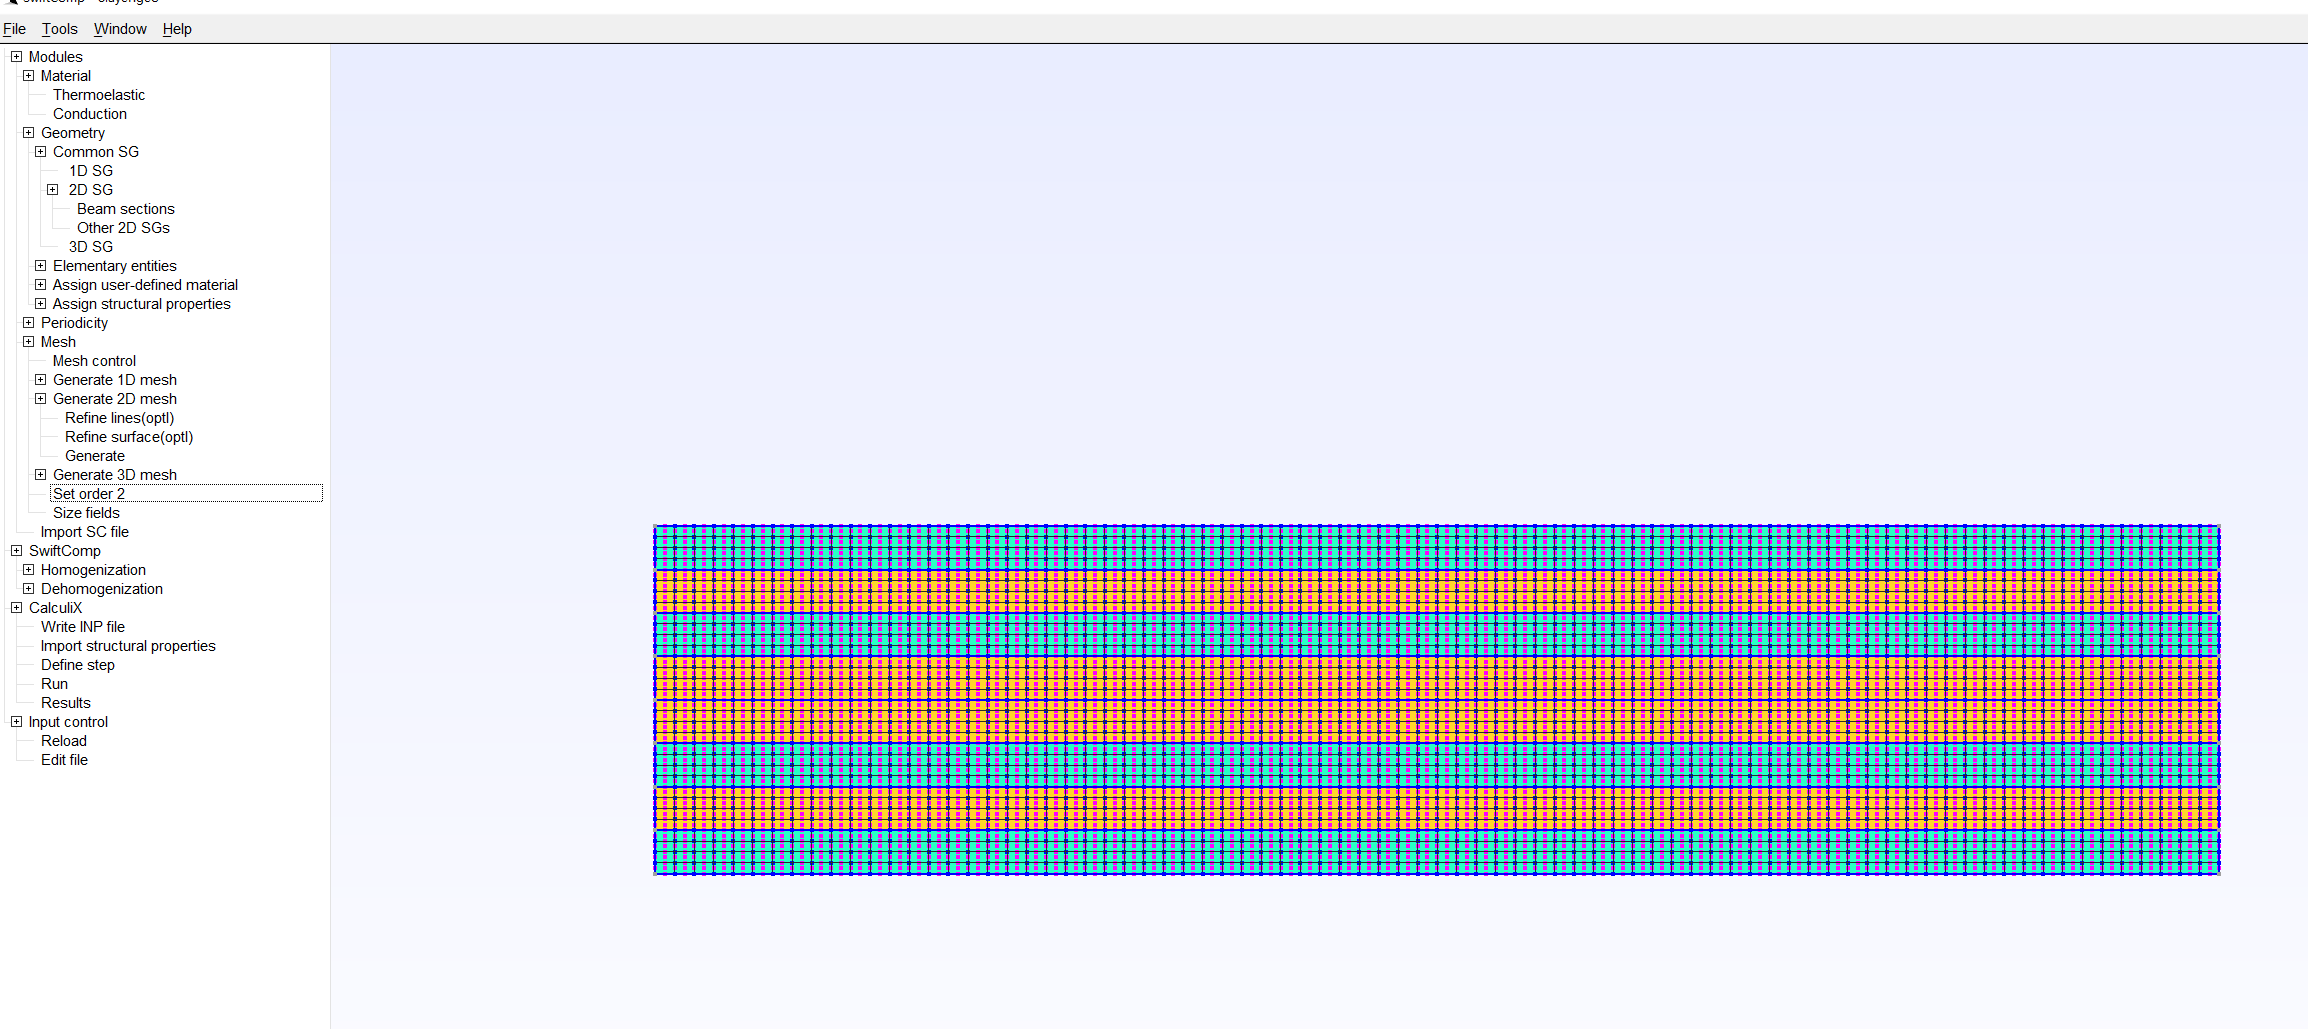 File Tools Window Help
Modules
Material
Thermoelastic
Conduction
Geometry
Common SG
1D SG
2D SG
Beam sections
Other 2D SGs
3D SG
Elementary entities
Assign user-defined material
Assign structural properties
Periodicity
Mesh
Mesh control
Generate 1D mesh
Generate 2D mesh
Refine lines(optl)
Refine surface(optl)
Generate
Generate 3D mesh
Set order 2
Size fields
Import SC file
SwiftComp
Homogenization
Dehomogenization
CalculiX
Write INP file
Import structural properties
Define step
Run
Results
Input control
Reload
Edit file